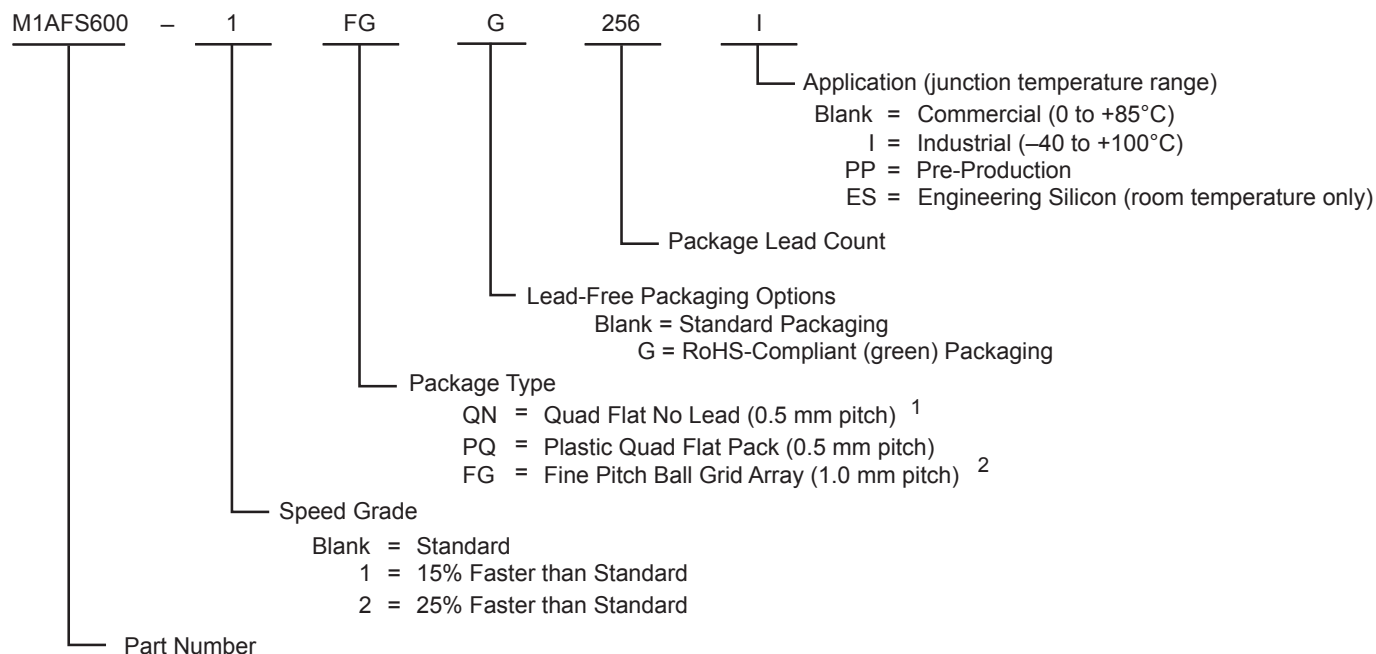 M1AFS600 – 1 FG G 256 I
Application (junction temperature range)
Blank = Commercial (0 to +85°C)
I = Industrial (–40 to +100°C)
PP = Pre-Production
ES = Engineering Silicon (room temperature only)
Package Lead Count
Lead-Free Packaging Options
Blank = Standard Packaging
G = RoHS-Compliant (green) Packaging
Package Type
QN = Quad Flat No Lead (0.5 mm pitch) 1
PQ = Plastic Quad Flat Pack (0.5 mm pitch)
FG = Fine Pitch Ball Grid Array (1.0 mm pitch) 2
Speed Grade
Blank = Standard
1 = 15% Faster than Standard
2 = 25% Faster than Standard
Part Number